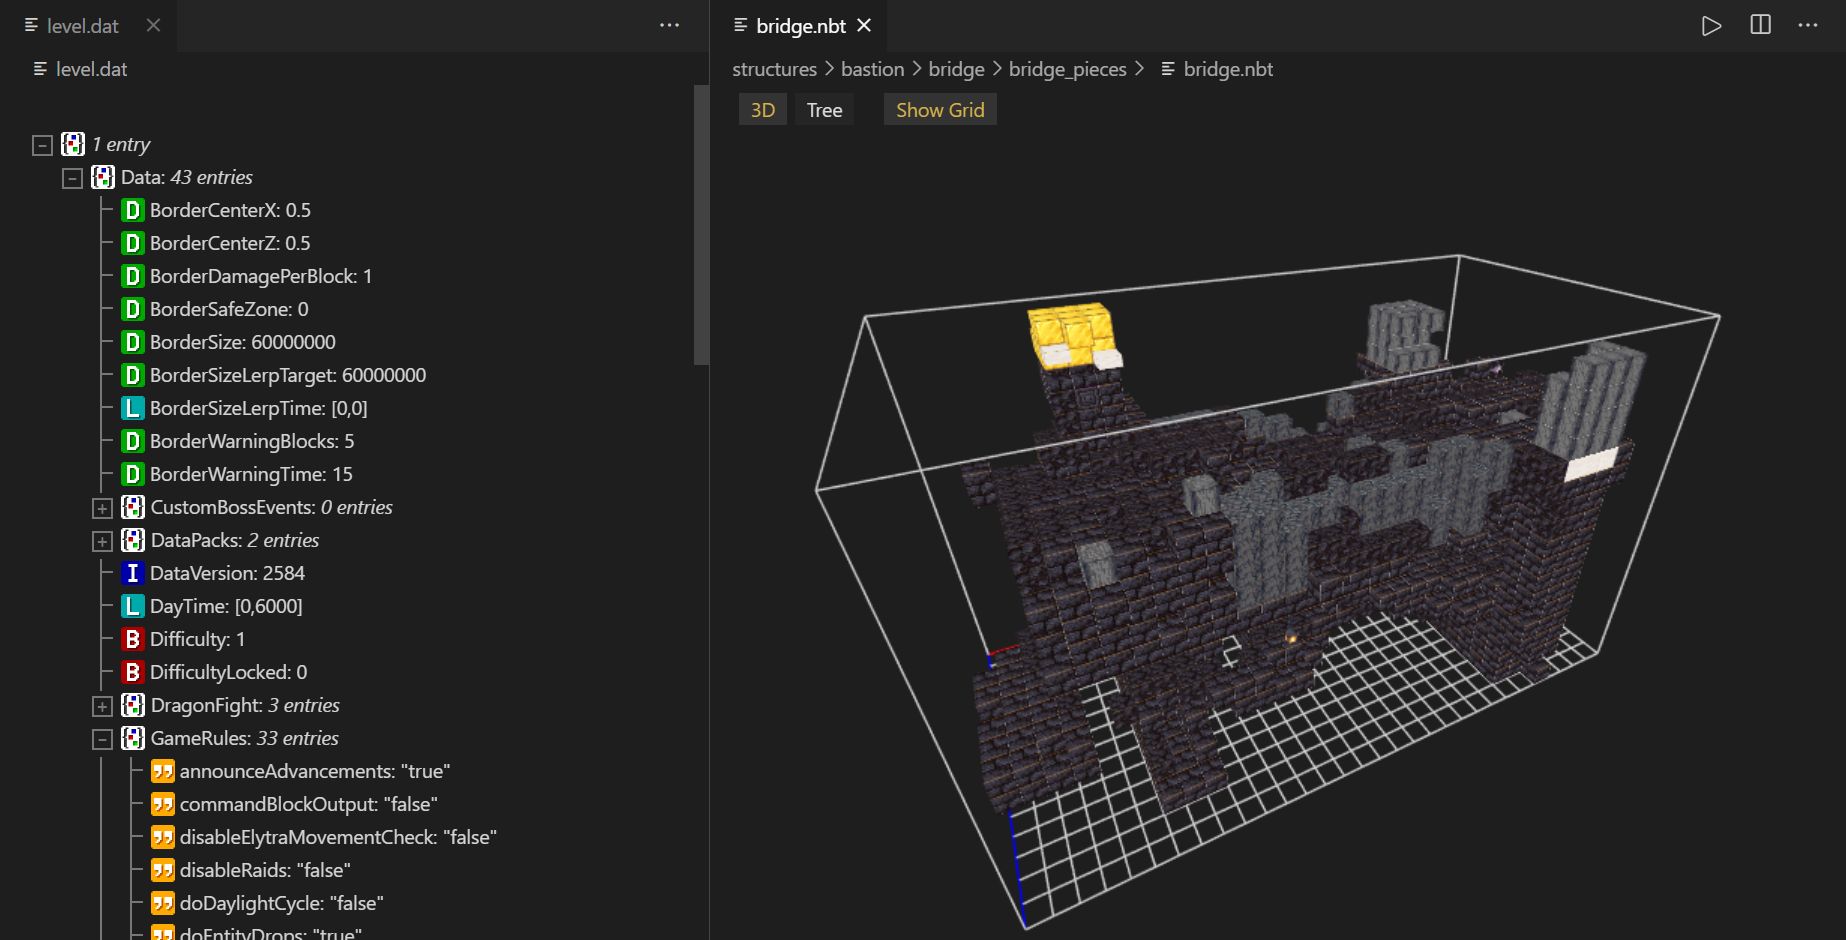 level.dat
level.dat
1 entry
Data: 43 entries
D BorderCenterX: 0.5
D BorderCenterZ: 0.5
D BorderDamagePerBlock: 1
D BorderSafeZone: 0
D BorderSize: 60000000
D BorderSizeLerpTarget: 60000000
L BorderSizeLerpTime: [0,0]
D BorderWarningBlocks: 5
D BorderWarningTime: 15
CustomBossEvents: 0 entries
DataPacks: 2 entries
I DataVersion: 2584
L DayTime: [0,6000]
B Difficulty: 1
B DifficultyLocked: 0
DragonFight: 3 entries
GameRules: 33 entries
announceAdvancements: "true"
commandBlockOutput: "false"
disableElytraMovementCheck: "false"
disableRaids: "false"
doDaylightCycle: "false"
doEntityDrops: "true"
bridge.nbt
structures > bastion > bridge > bridge_pieces > bridge.nbt
3D Tree Show Grid